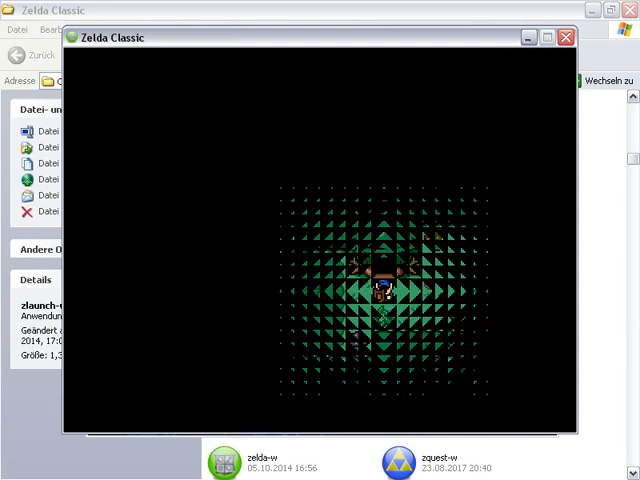 Zelda Classic
Datei Bearb
Zurück
Adresse
Wechseln zu
Zelda Classic
Datei- un
Datei
Datei
Datei
Datei
Datei
Datei
Andere O
Details
zlaunch-
Anwendun
Geändert a
2014, 17:0
Größe: 1,3
zelda-w
05.10.2014 16:56
zquest-w
23.08.2017 20:40